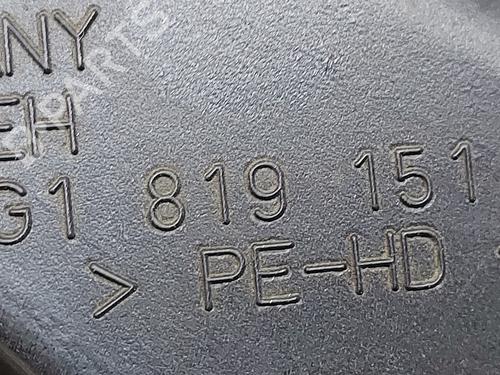 NY
EH
G1 819 151
> PE-HD